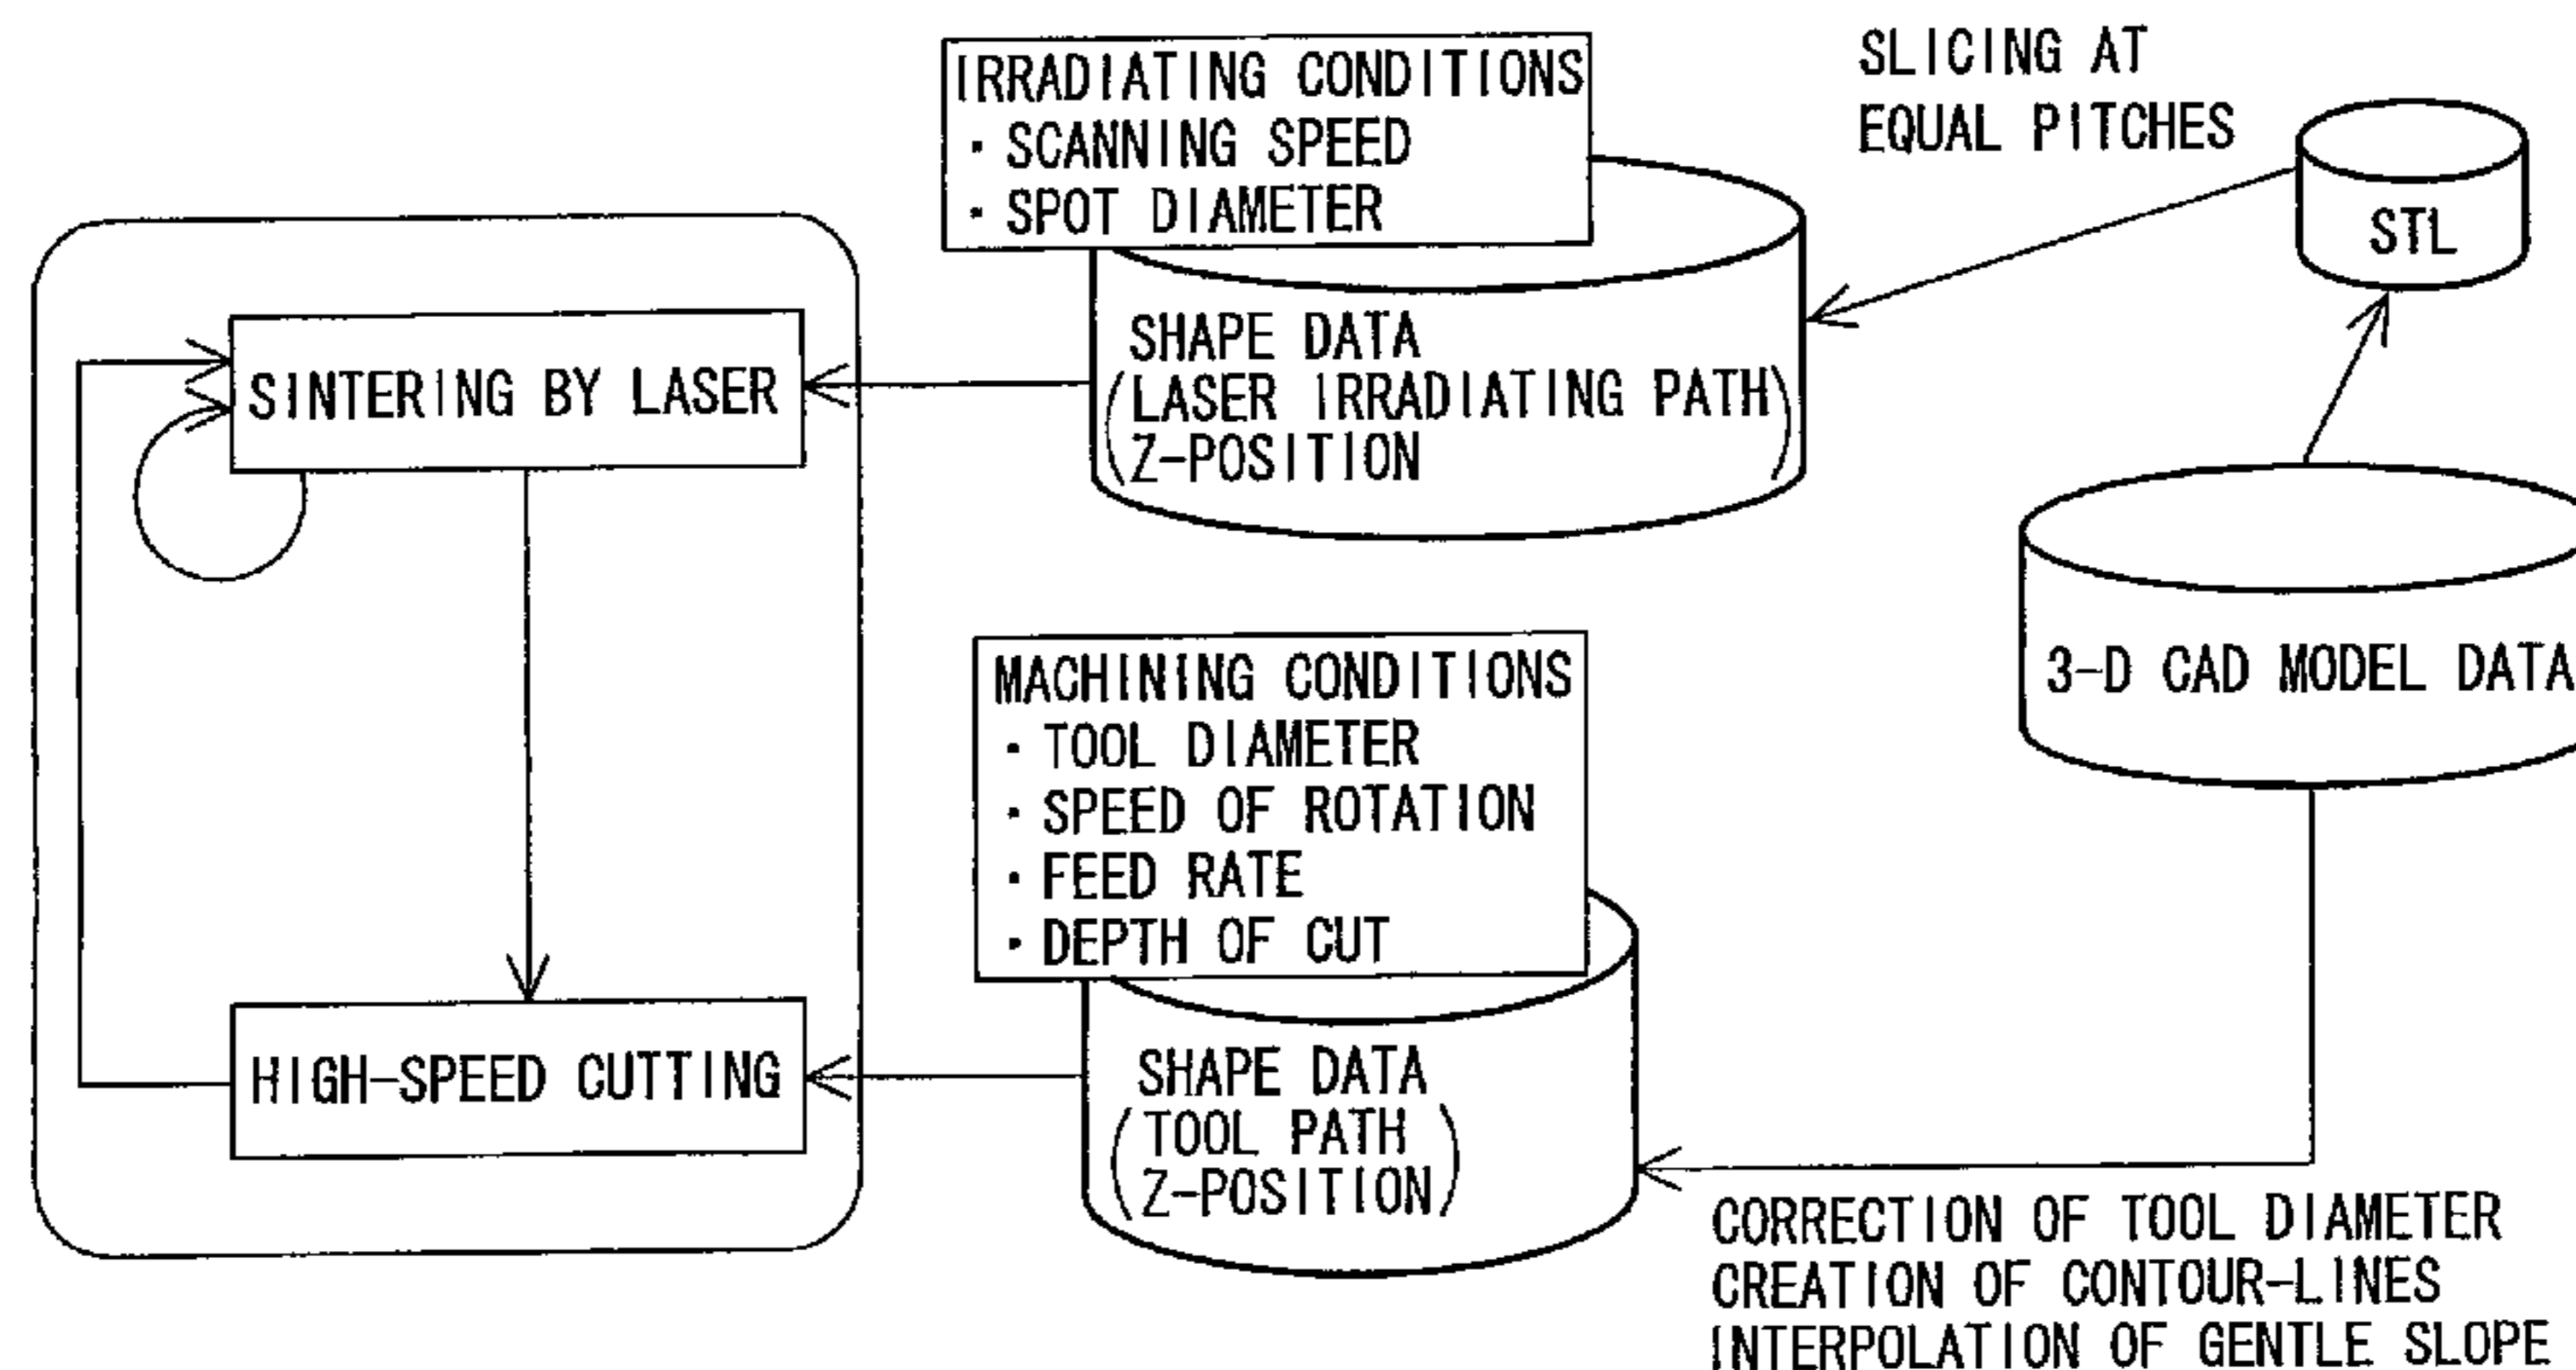 IRRADIATING CONDITIONS
・SCANNING SPEED
・SPOT DIAMETER
SLICING AT
EQUAL PITCHES
STL
SHAPE DATA
(LASER IRRADIATING PATH
Z-POSITION)
SINTERING BY LASER
3-D CAD MODEL DATA
MACHINING CONDITIONS
・TOOL DIAMETER
・SPEED OF ROTATION
・FEED RATE
・DEPTH OF CUT
HIGH-SPEED CUTTING
SHAPE DATA
(TOOL PATH
Z-POSITION)
CORRECTION OF TOOL DIAMETER
CREATION OF CONTOUR-LINES
INTERPOLATION OF GENTLE SLOPE